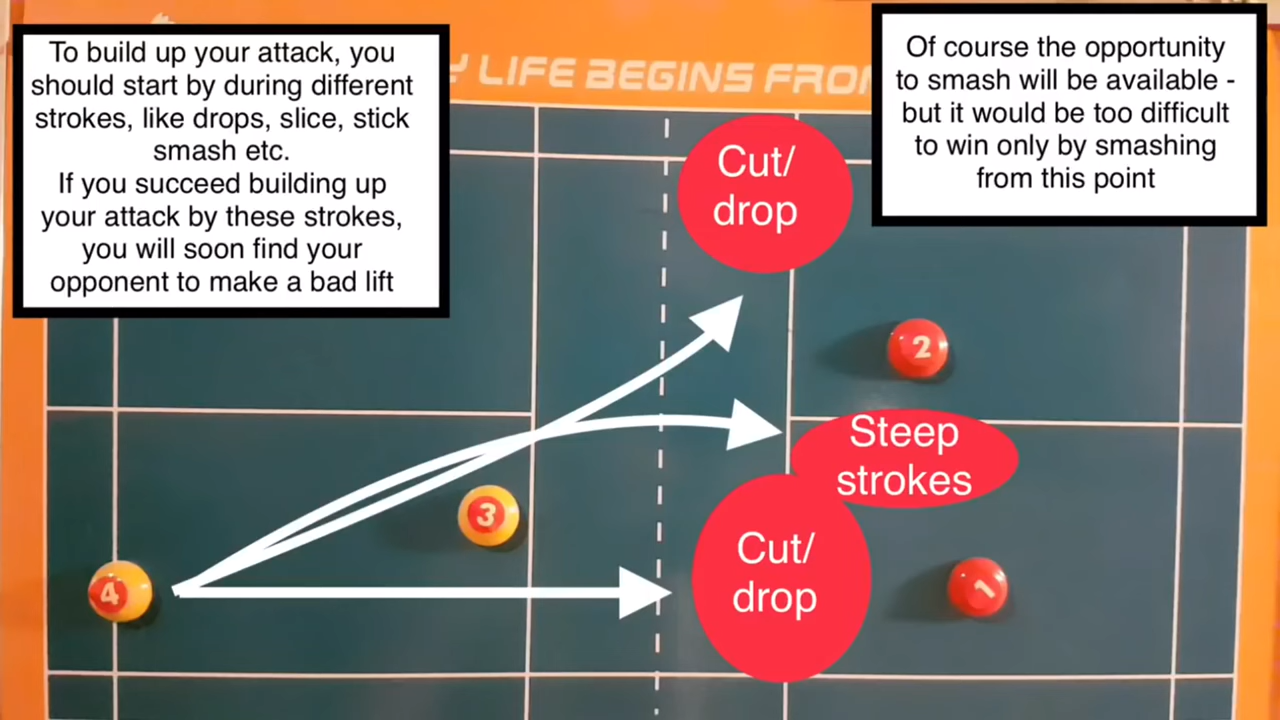 To build up your attack, you
should start by during different
strokes, like drops, slice, stick
smash etc.
If you succeed building up
your attack by these strokes,
you will soon find your
opponent to make a bad lift
LIFE BEGINS FROM
Of course the opportunity
to smash will be available -
but it would be too difficult
to win only by smashing
from this point
Cut/
drop
2
Steep
strokes
3
Cut/
drop
4
1